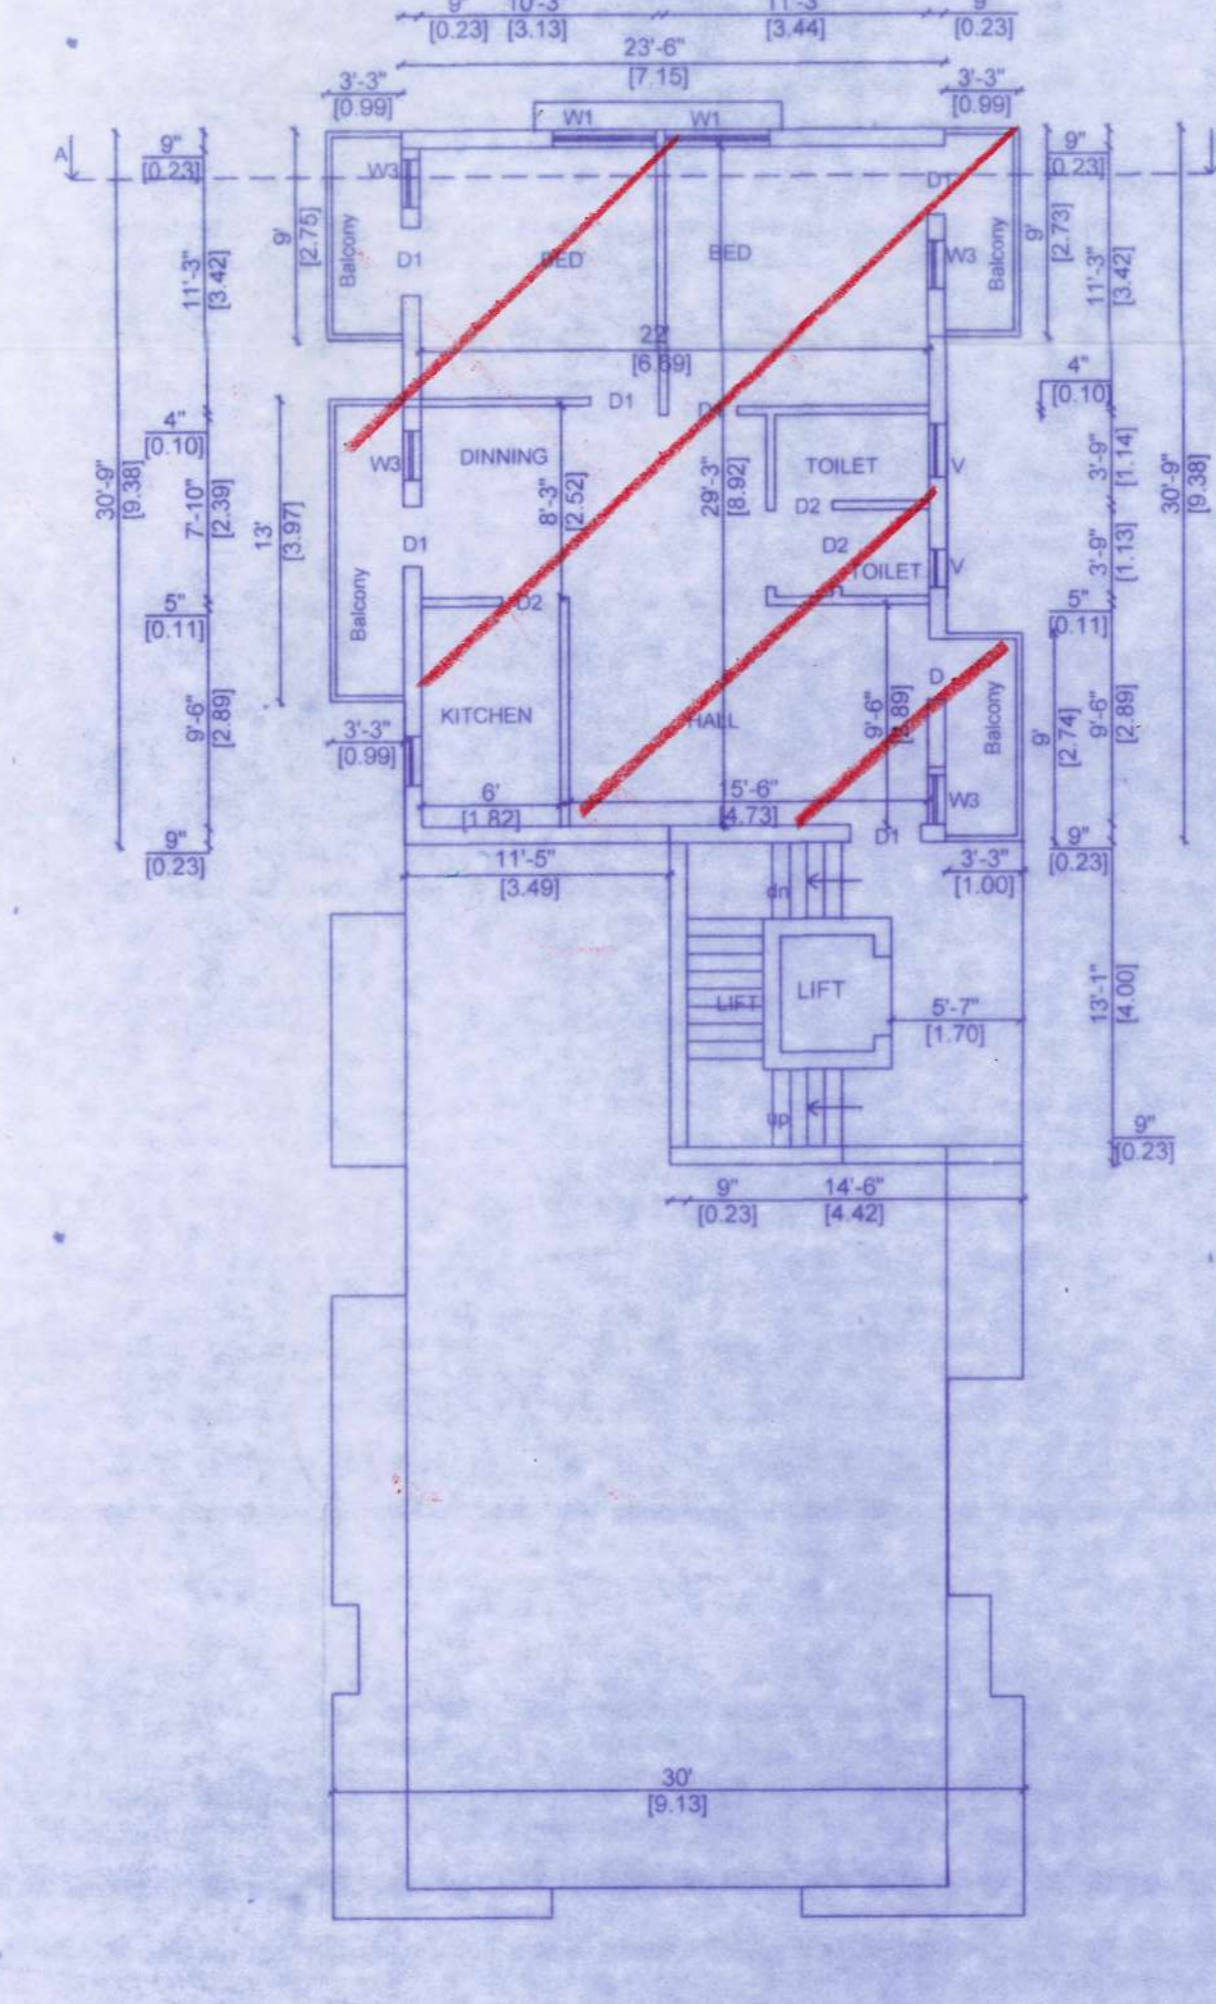 9" 10'-3" 11'-3" 9"
[0.23] [3.13] [3.44] [0.23]
23'-6"
[7.15]
3'-3" 3'-3"
[0.99] [0.99]
W1 W1
A
9" 9"
[0.23] [0.23]
W3 D1
9' [2.75] Balcony D1 BED BED W3 Balcony 9' [2.73]
11'-3" [3.42] 11'-3" [3.42]
22'
[6.69]
4" 4"
[0.10] [0.10]
D1
30'-9" [9.38] 7'-10" [2.39] W3 DINNING 8'-3" [2.52] 29'-3" [8.92] TOILET V 3'-9" [1.14] 30'-9" [9.38]
D2
13' [3.97] D1 D2
TOILET V 3'-9" [1.13]
Balcony D2
5" 5"
[0.11] [0.11]
9'-6" [2.89] KITCHEN HALL 9'-6" [2.89] D Balcony 9' [2.74] 9'-6" [2.89]
3'-3"
[0.99]
6' 15'-6" W3
[1.82] [4.73]
D1
9" 9"
[0.23] [0.23]
11'-5" 3'-3"
[3.49] [1.00]
dn
LIFT LIFT
5'-7"
[1.70]
13'-1" [4.00]
up
9"
[0.23]
9" 14'-6"
[0.23] [4.42]
30'
[9.13]